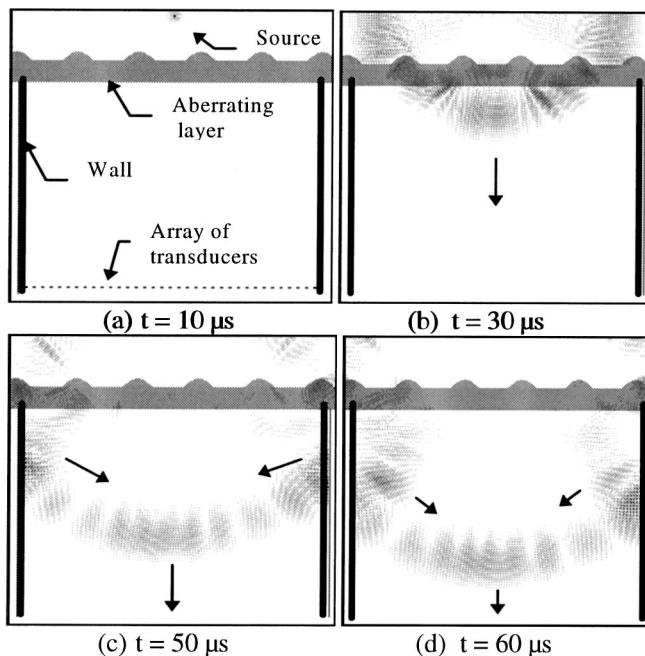 Source
Aberrating
layer
Wall
Array of
transducers
(a) t = 10 μs
(b) t = 30 μs
(c) t = 50 μs
(d) t = 60 μs